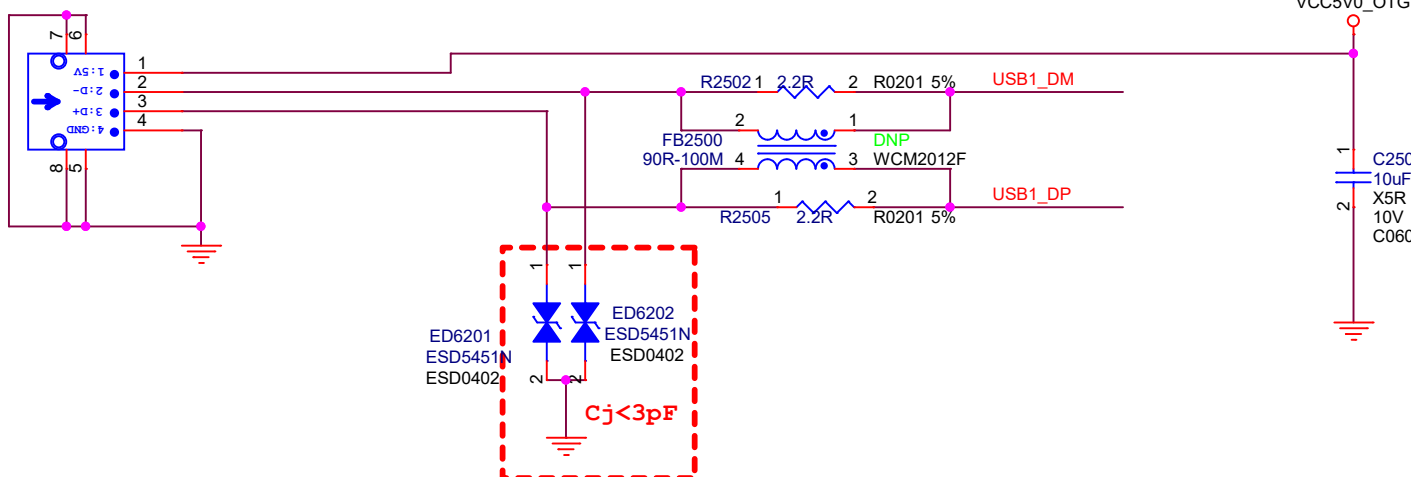 VCC5V0_OTG
7
6
1:5V
2:D-
3:D+
4:GND
1
2
3
4
8
5
R2502 1 2.2R 2 R0201 5%
USB1_DM
2 1
FB2500
DNP
90R-100M 4 3 WCM2012F
1 2
USB1_DP
R2505 2.2R R0201 5%
1
C250
10uF
X5R
10V
2
C060
1 1
ED6201
ESD5451N
ESD0402
ED6202
ESD5451N
ESD0402
2 2
Cj<3pF